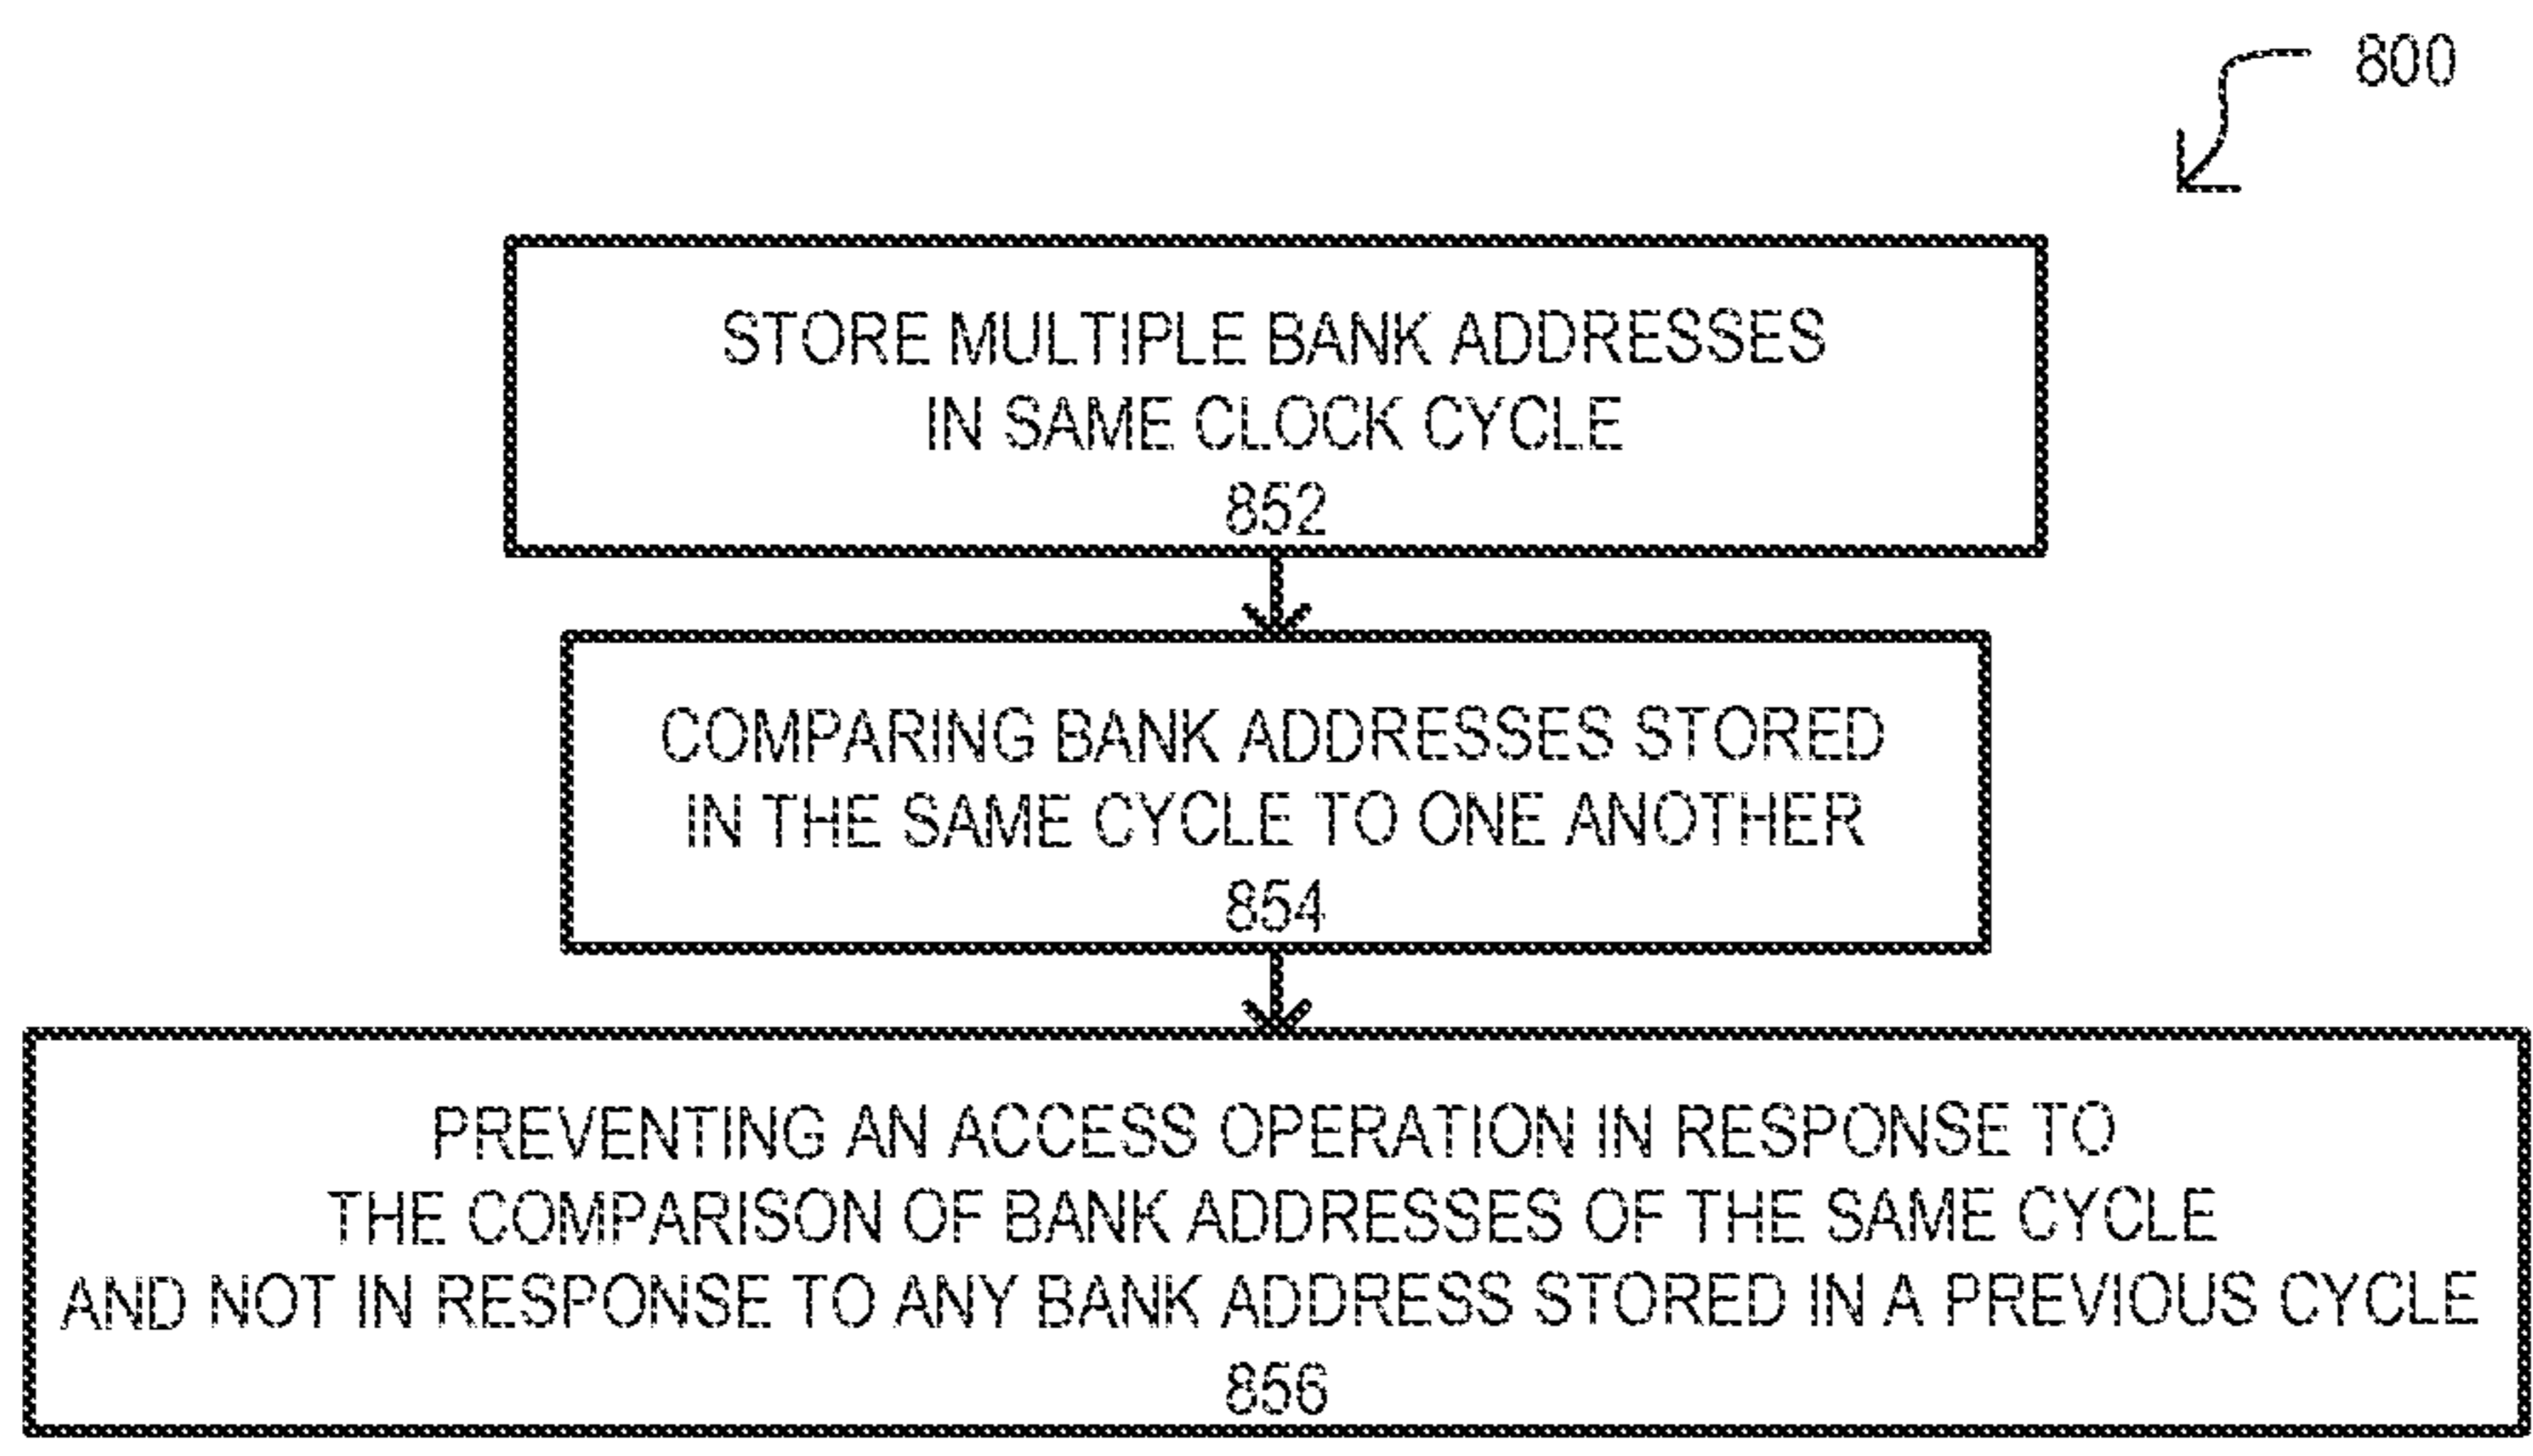 800
STORE MULTIPLE BANK ADDRESSES
IN SAME CLOCK CYCLE
852
COMPARING BANK ADDRESSES STORED
IN THE SAME CYCLE TO ONE ANOTHER
854
PREVENTING AN ACCESS OPERATION IN RESPONSE TO
THE COMPARISON OF BANK ADDRESSES OF THE SAME CYCLE
AND NOT IN RESPONSE TO ANY BANK ADDRESS STORED IN A PREVIOUS CYCLE
856